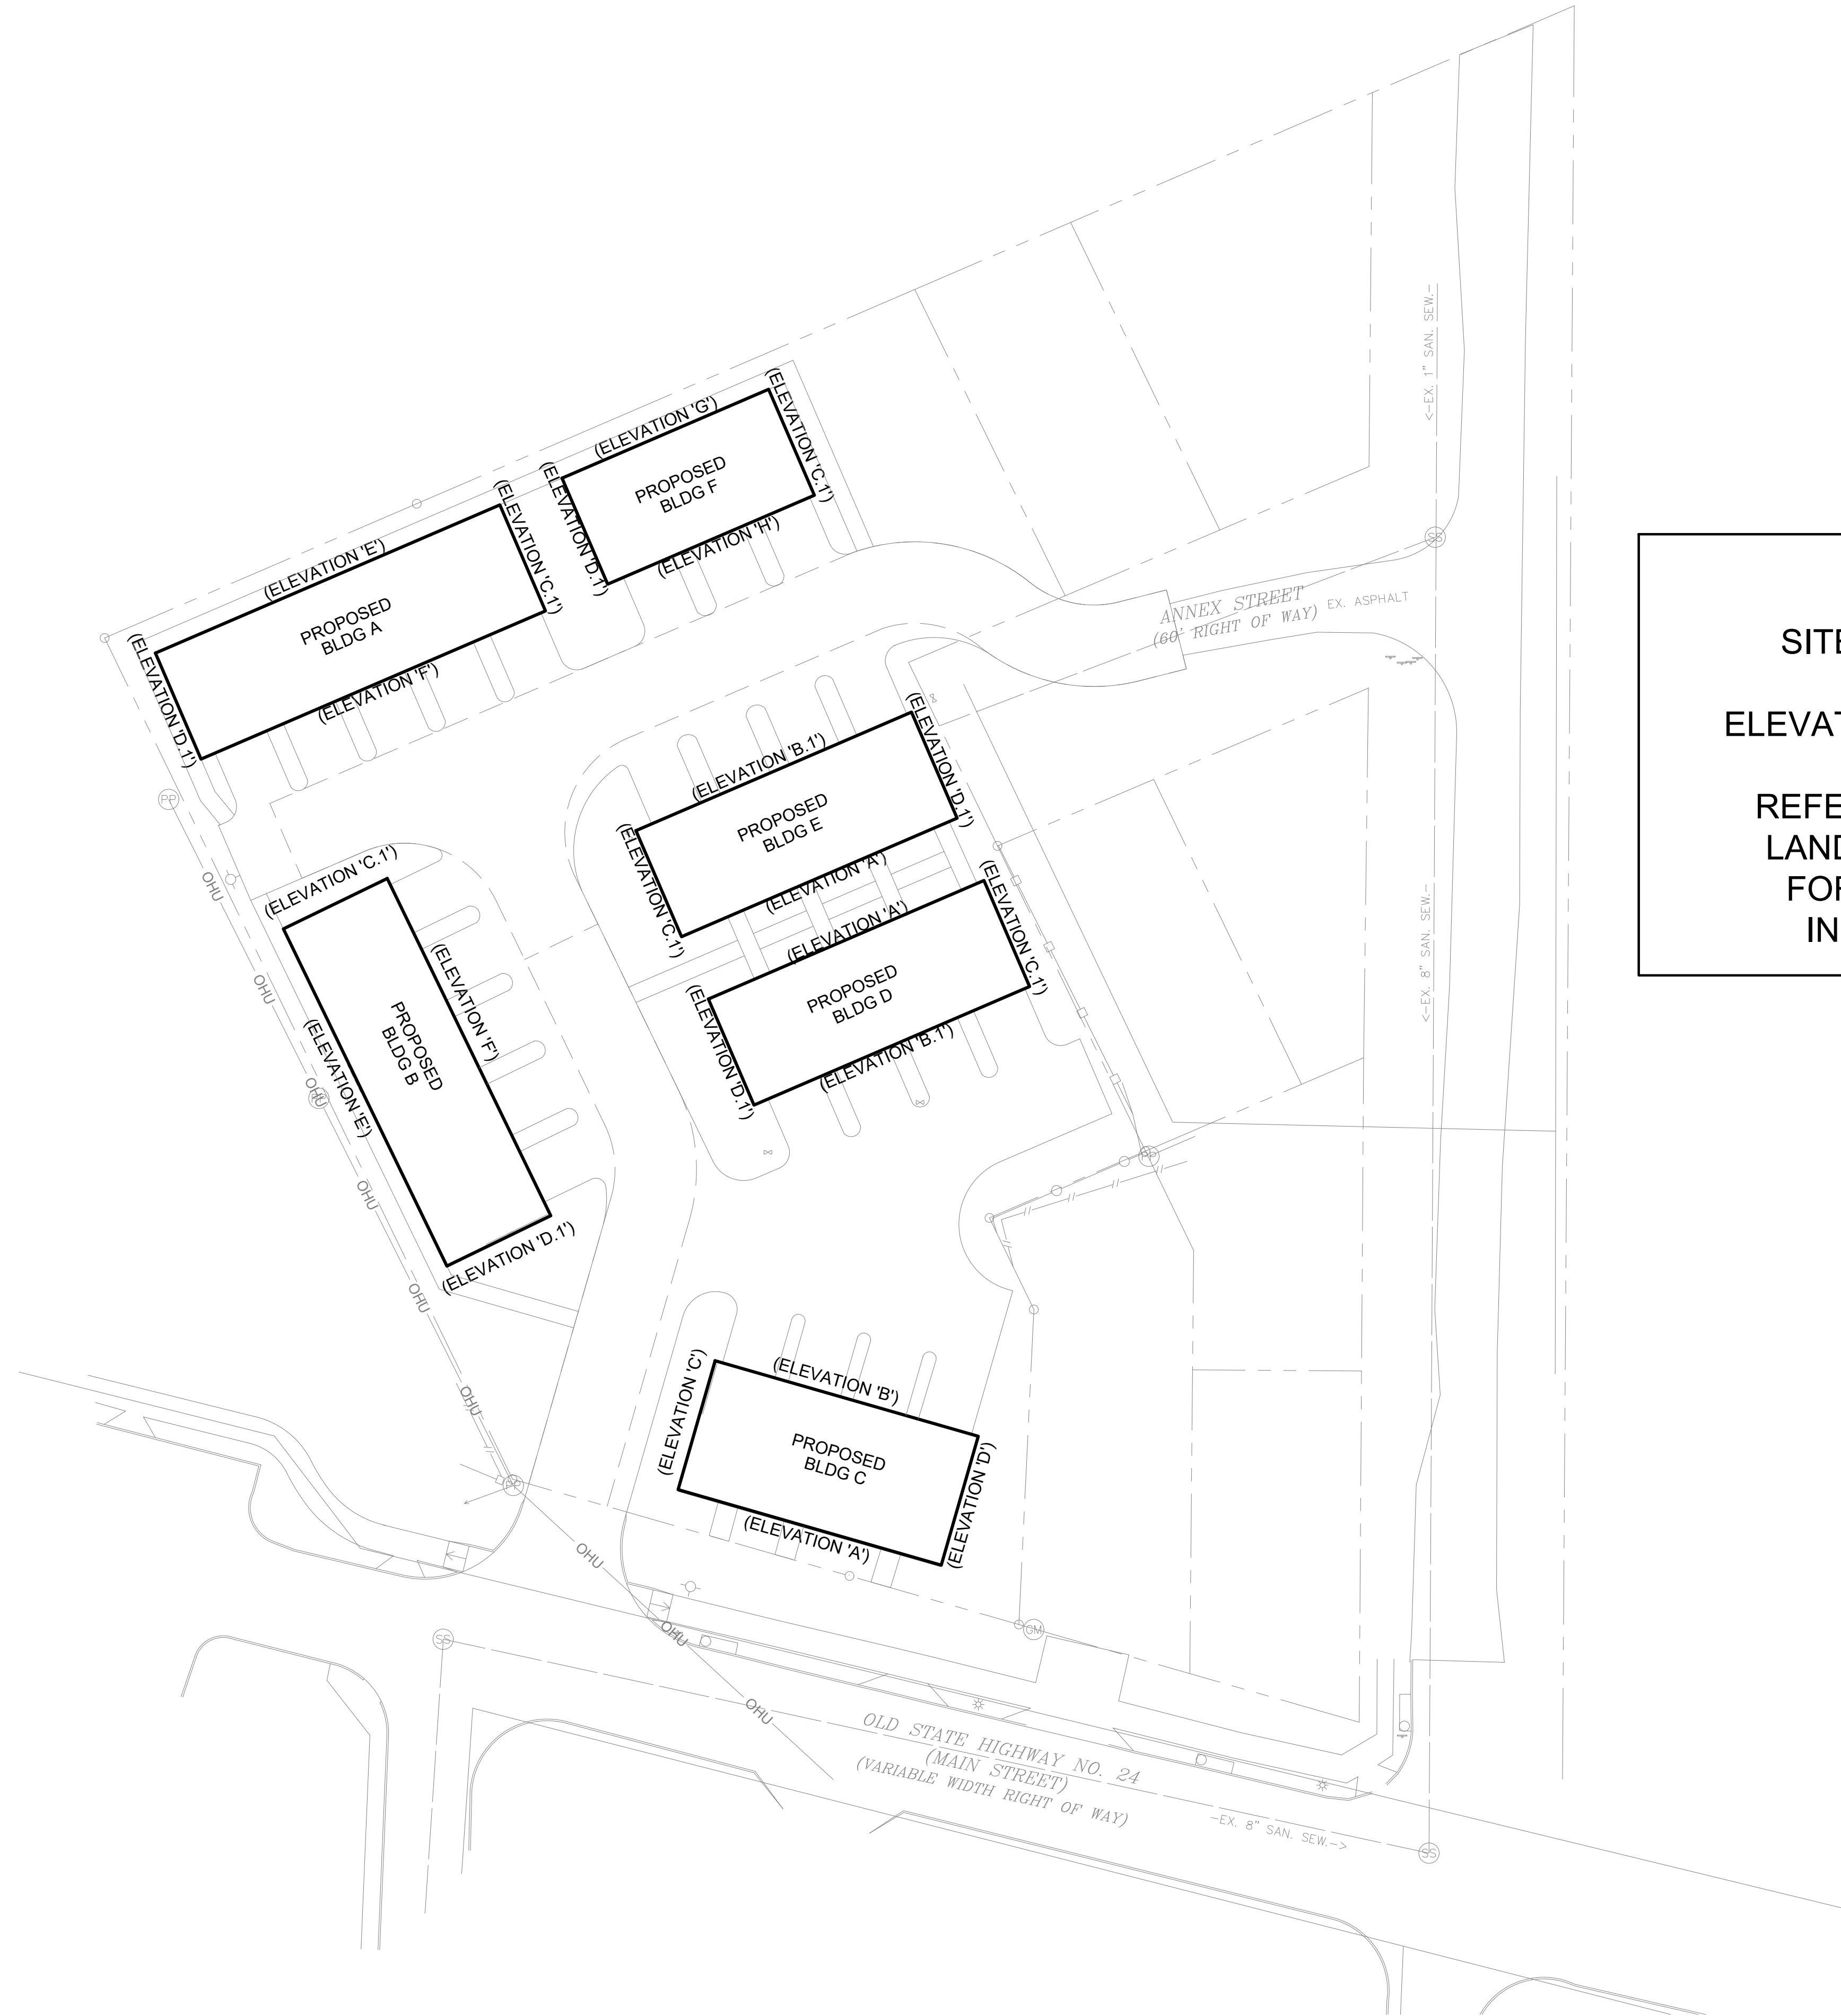 (ELEVATION 'G')
(ELEVATION 'C.1')
(ELEVATION 'D.1')
PROPOSED
BLDG F
(ELEVATION 'H')
(ELEVATION 'E')
(ELEVATION 'C.1')
(ELEVATION 'D.1')
PROPOSED
BLDG A
(ELEVATION 'F')
<-EX. 1" SAN. SEW.-
SS
ANNEX STREET
(60' RIGHT OF WAY)
EX. ASPHALT
SITE
ELEVAT
REFE
LAND
FOR
IN
PP
OHU
(ELEVATION 'B.1')
(ELEVATION 'D.1')
PROPOSED
BLDG E
(ELEVATION 'C.1')
(ELEVATION 'A')
(ELEVATION 'A')
(ELEVATION 'C.1')
PROPOSED
BLDG D
(ELEVATION 'D.1')
(ELEVATION 'B.1')
(ELEVATION 'C.1')
(ELEVATION 'F')
PROPOSED
BLDG B
(ELEVATION 'E')
(ELEVATION 'D.1')
OHU
OHU
PP
OHU
OHU
OHU
PP
<-EX. 8" SAN. SEW.-
PP
(ELEVATION 'B')
(ELEVATION 'C')
PROPOSED
BLDG C
(ELEVATION 'D')
(ELEVATION 'A')
OHU
OHU
OHU
SS
GM
OLD STATE HIGHWAY NO. 24
(MAIN STREET)
(VARIABLE WIDTH RIGHT OF WAY)
-EX. 8" SAN. SEW.->
SS